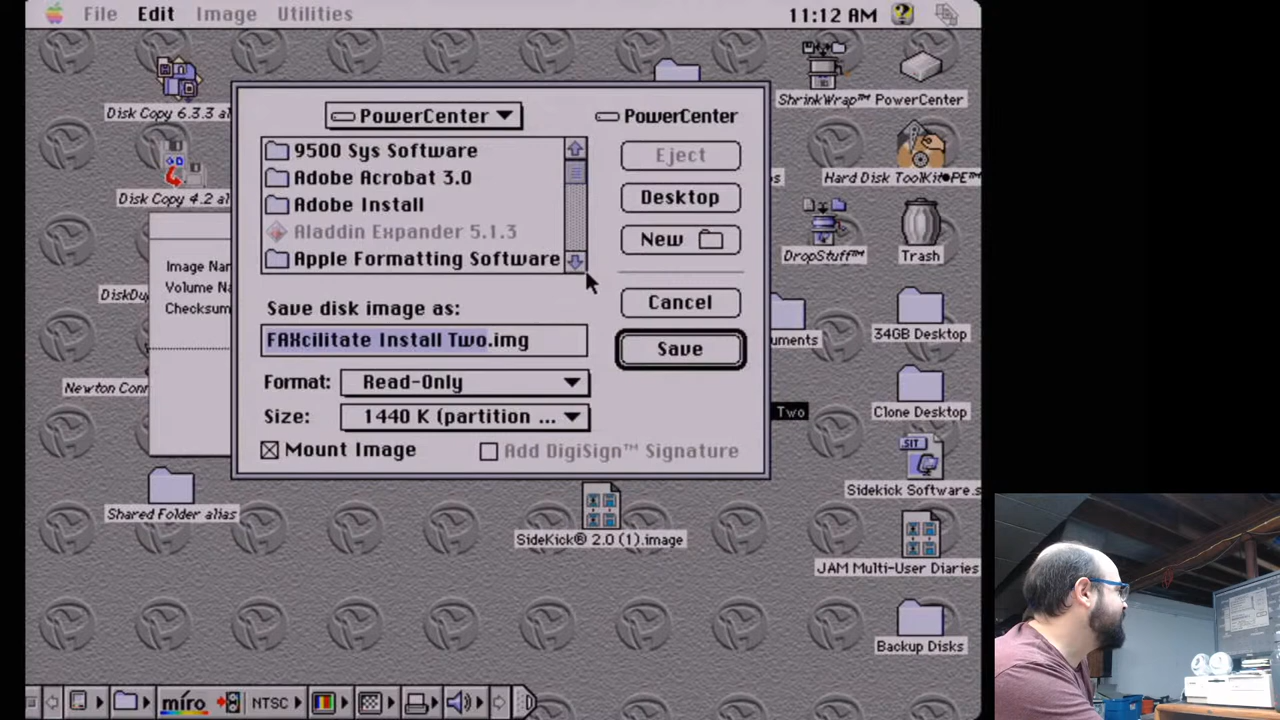 File Edit Image Utilities 11:12 AM
Disk Copy 6.3.3 al
Disk Copy 4.2 al
Image Nam
Volume Na
Checksum
DiskDu
Newton Conn
Shared Folder alias
PowerCenter
PowerCenter
9500 Sys Software
Adobe Acrobat 3.0
Adobe Install
Aladdin Expander 5.1.3
Apple Formatting Software
Eject
Desktop
New
Cancel
Save
Save disk image as:
FAXcilitate Install Two.img
Format: Read-Only
Size: 1440 K (partition ...
Mount Image
Add DigiSign™ Signature
ShrinkWrap™
PowerCenter
Hard Disk ToolKit•PE™
DropStuff™
Trash
uments
34GB Desktop
Two
Clone Desktop
SIT
Sidekick Software.s
SideKick® 2.0 (1).image
JAM Multi-User Diaries
Backup Disks
miro
NTSC